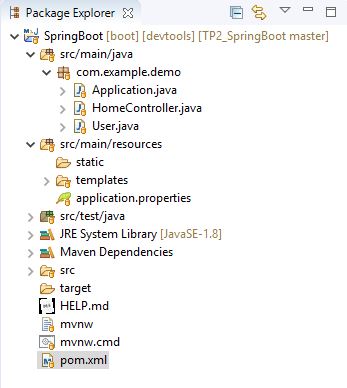 Package Explorer
SpringBoot [boot] [devtools] [TP2_SpringBoot master]
src/main/java
com.example.demo
Application.java
HomeController.java
User.java
src/main/resources
static
templates
application.properties
src/test/java
JRE System Library [JavaSE-1.8]
Maven Dependencies
src
target
HELP.md
mvnw
mvnw.cmd
pom.xml